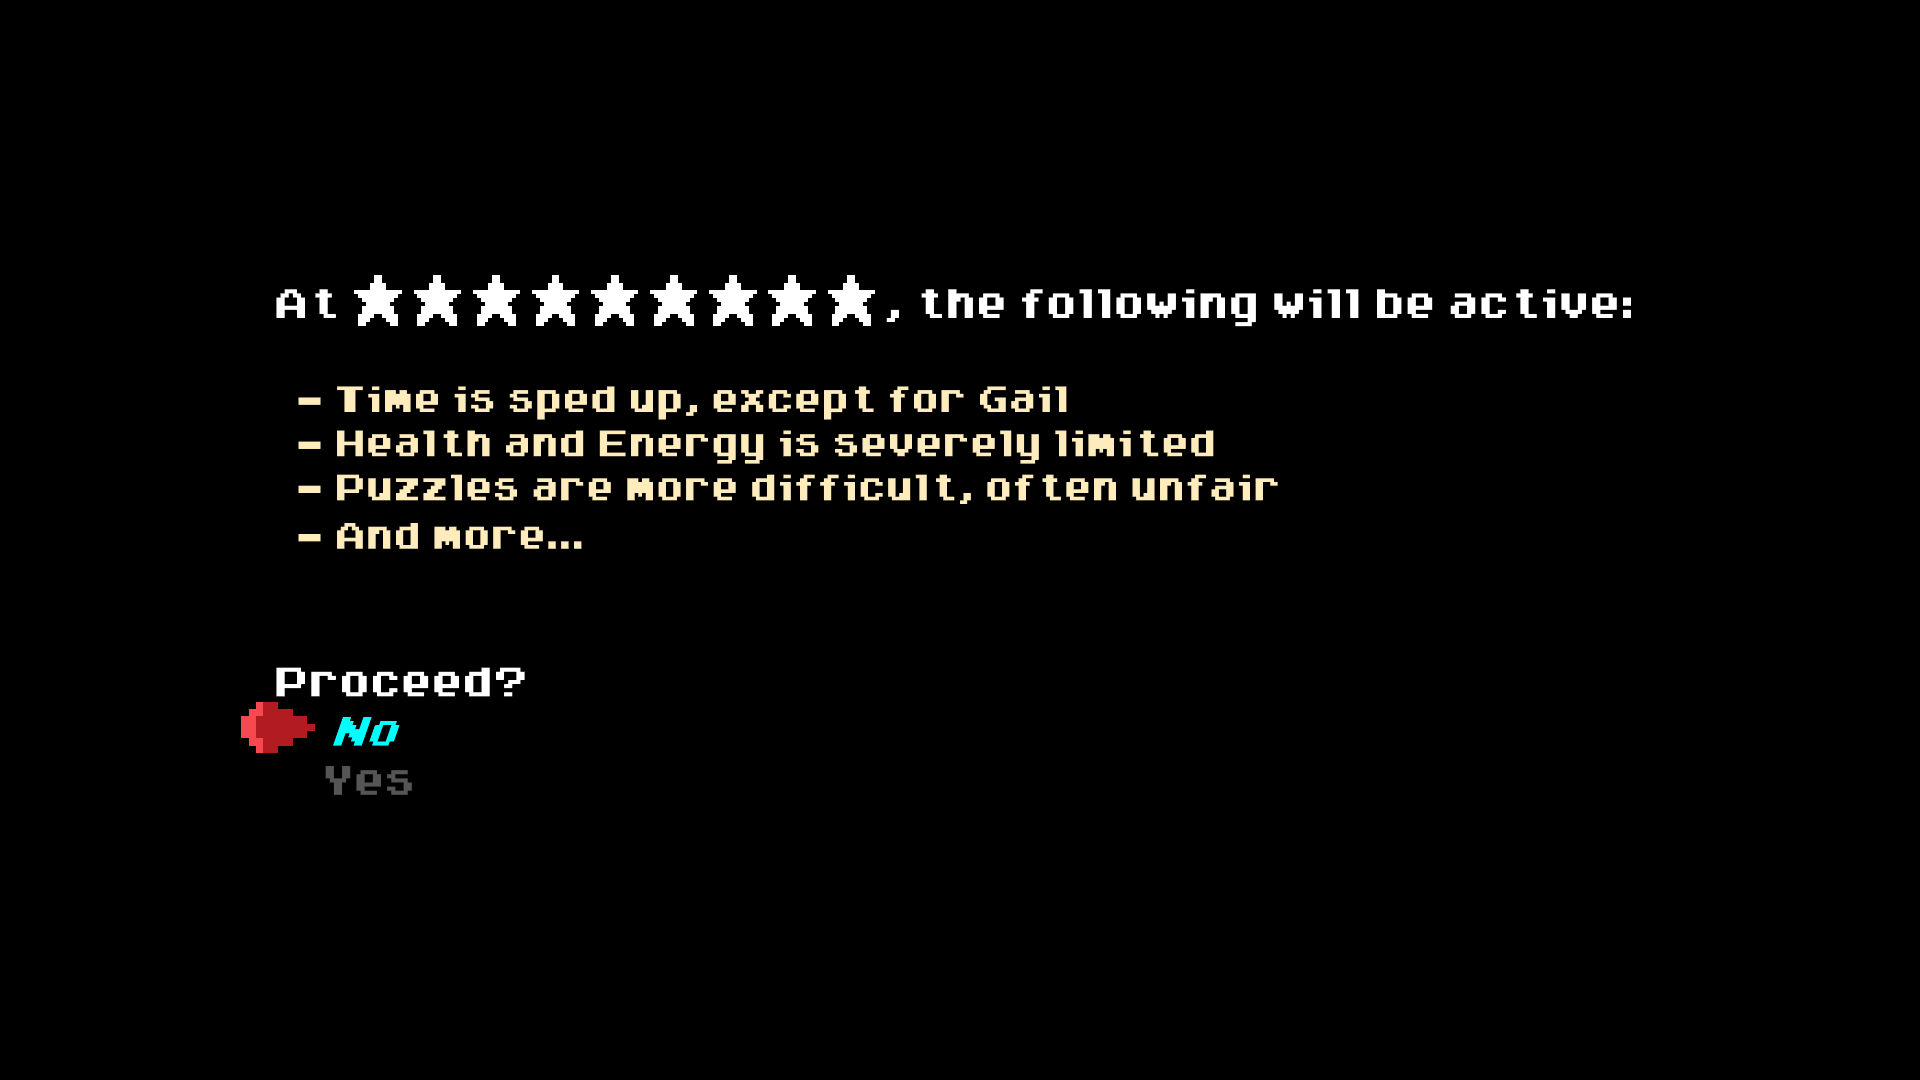 At ★★★★★★★★★, the following will be active:
- Time is sped up, except for Gail
- Health and Energy is severely limited
- Puzzles are more difficult, often unfair
- And more...
Proceed?
No
Yes